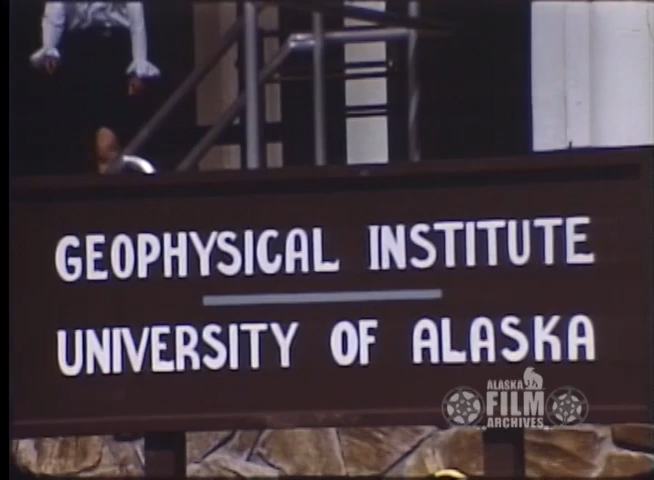 GEOPHYSICAL INSTITUTE
UNIVERSITY OF ALASKA
ALASKA
FILM
ARCHIVES